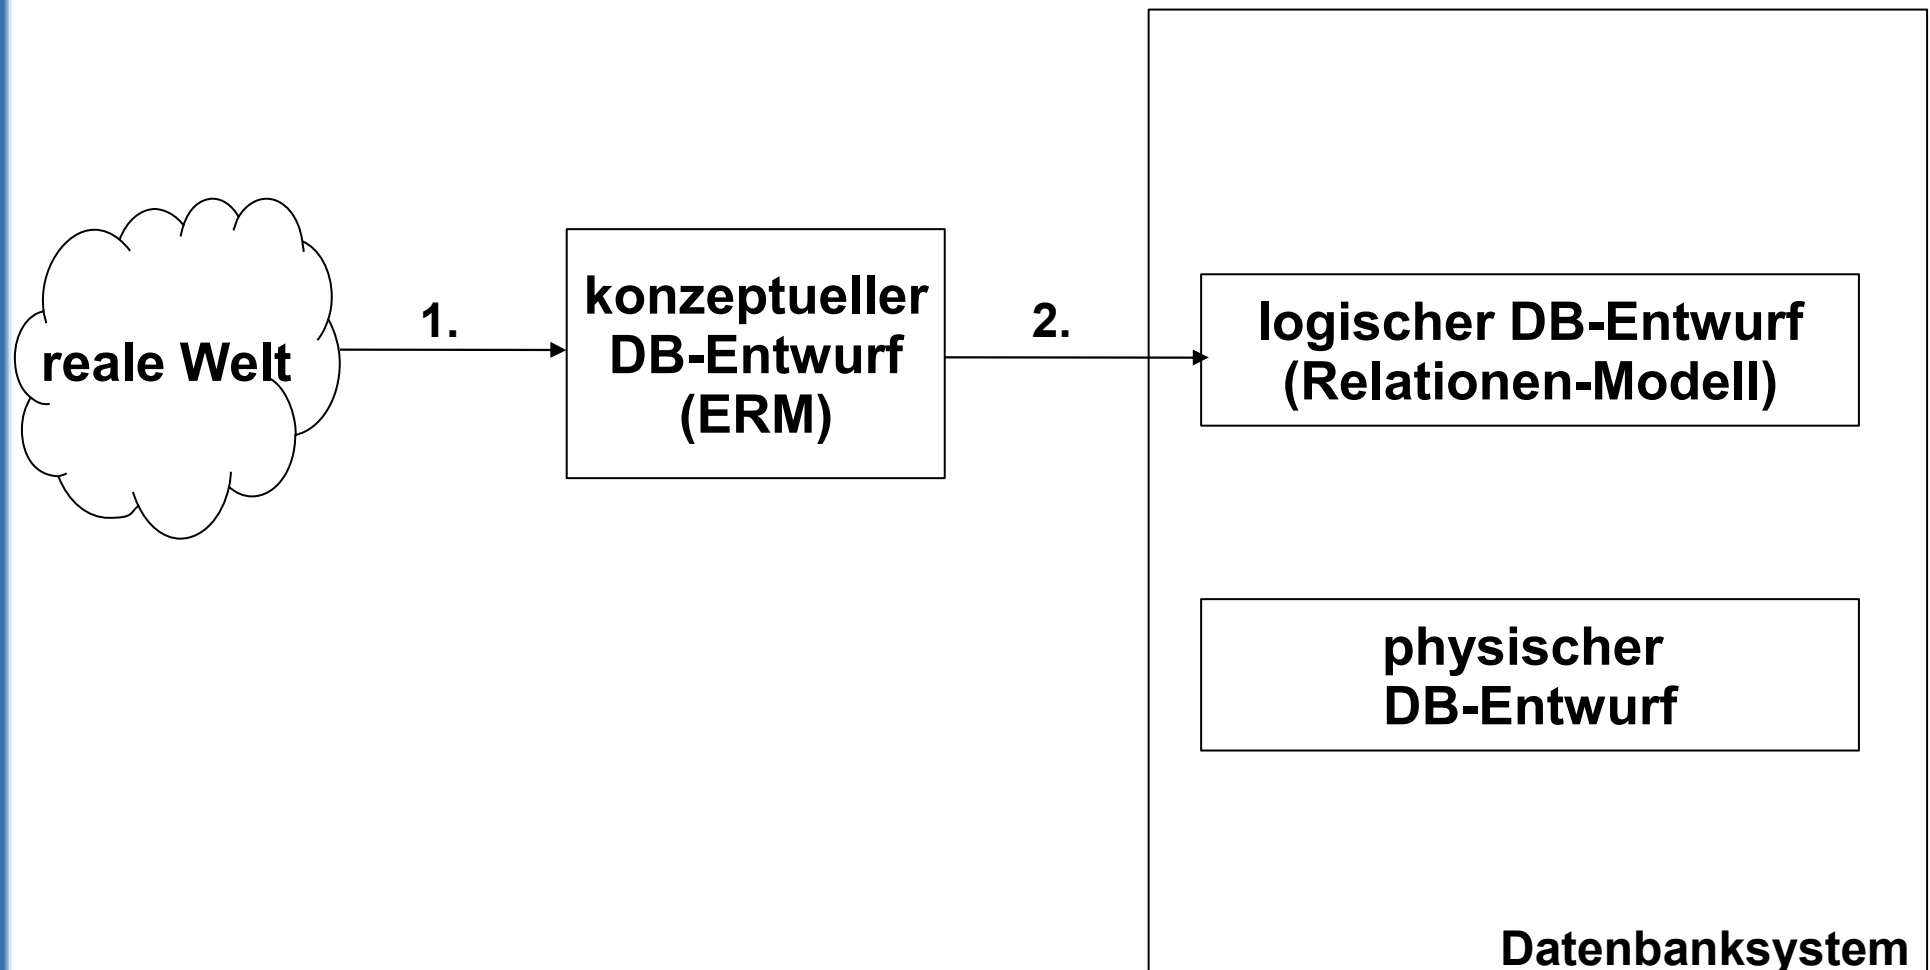 reale Welt
1.
konzeptueller
DB-Entwurf
(ERM)
2.
logischer DB-Entwurf
(Relationen-Modell)
physischer
DB-Entwurf
Datenbanksystem